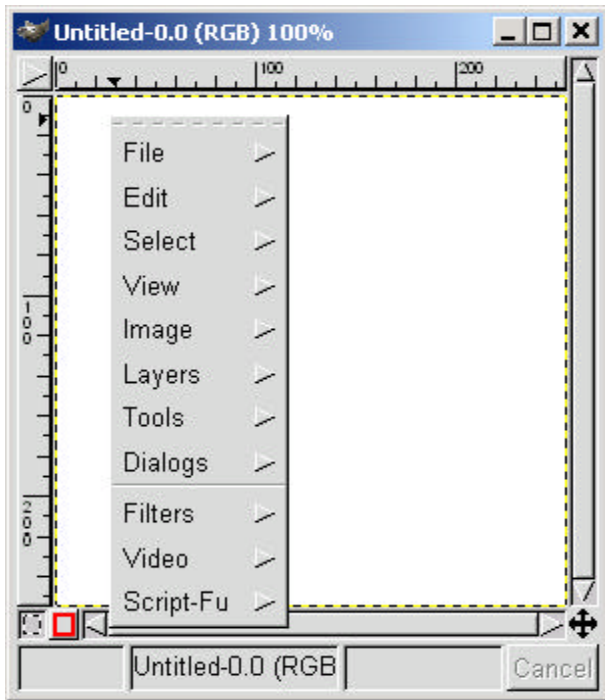 Untitled-0.0 (RGB) 100%
0 100 200
0
100
200
File
Edit
Select
View
Image
Layers
Tools
Dialogs
Filters
Video
Script-Fu
Untitled-0.0 (RGB
Cancel